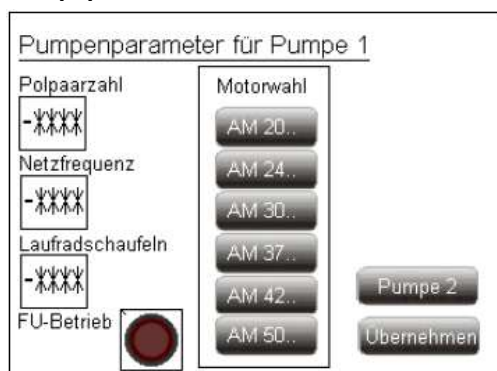 Pumpenparameter für Pumpe 1
Polpaarzahl
-****
Netzfrequenz
-****
Laufradschaufeln
-****
FU-Betrieb
Motorwahl
AM 20..
AM 24..
AM 30..
AM 37..
AM 42..
AM 50..
Pumpe 2
Übernehmen